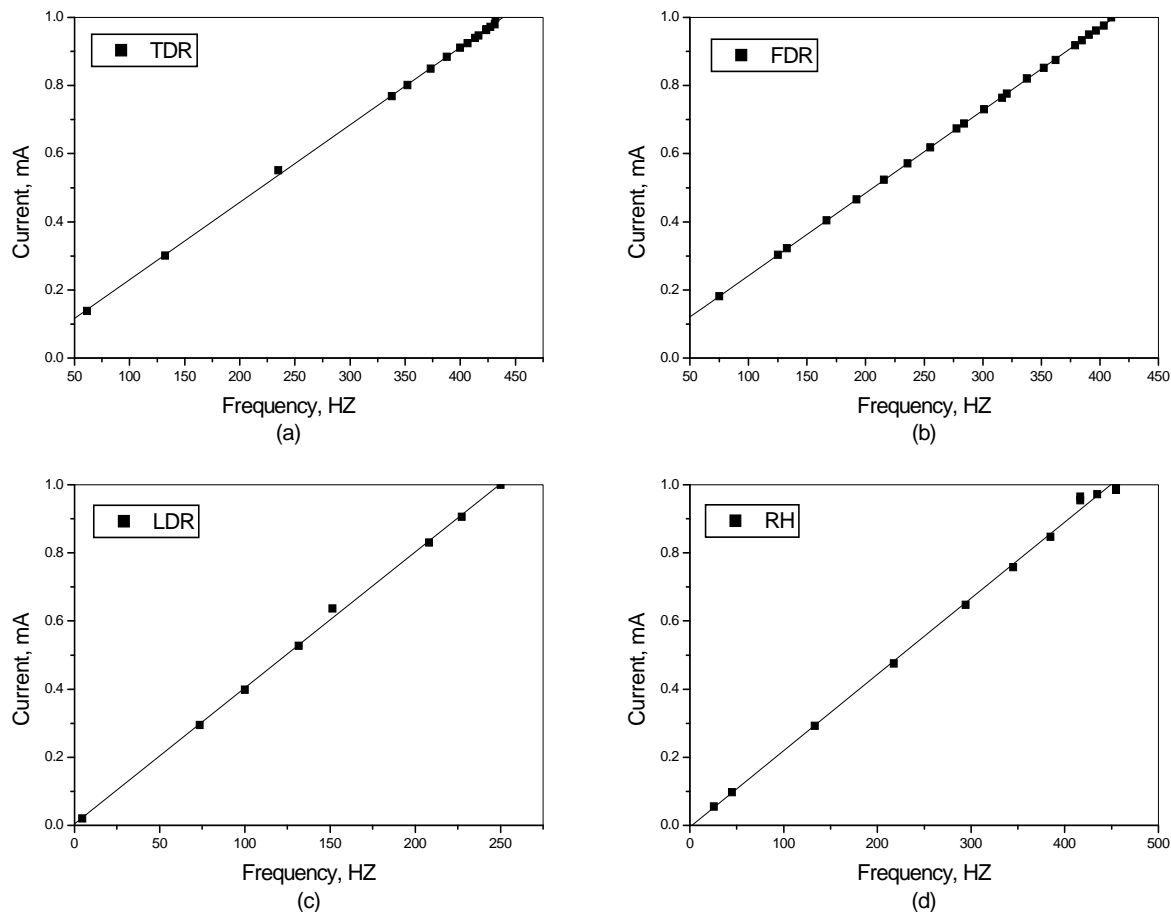 1.0
0.8
0.6
0.4
0.2
0.0
Current, mA
TDR
50 100 150 200 250 300 350 400 450
Frequency, HZ
(a)
1.0
0.8
0.6
0.4
0.2
0.0
Current, mA
FDR
50 100 150 200 250 300 350 400 450
Frequency, HZ
(b)
1.0
0.8
0.6
0.4
0.2
0.0
Current, mA
LDR
0 50 100 150 200 250
Frequency, HZ
(c)
1.0
0.8
0.6
0.4
0.2
0.0
Current, mA
RH
0 100 200 300 400 500
Frequency, HZ
(d)